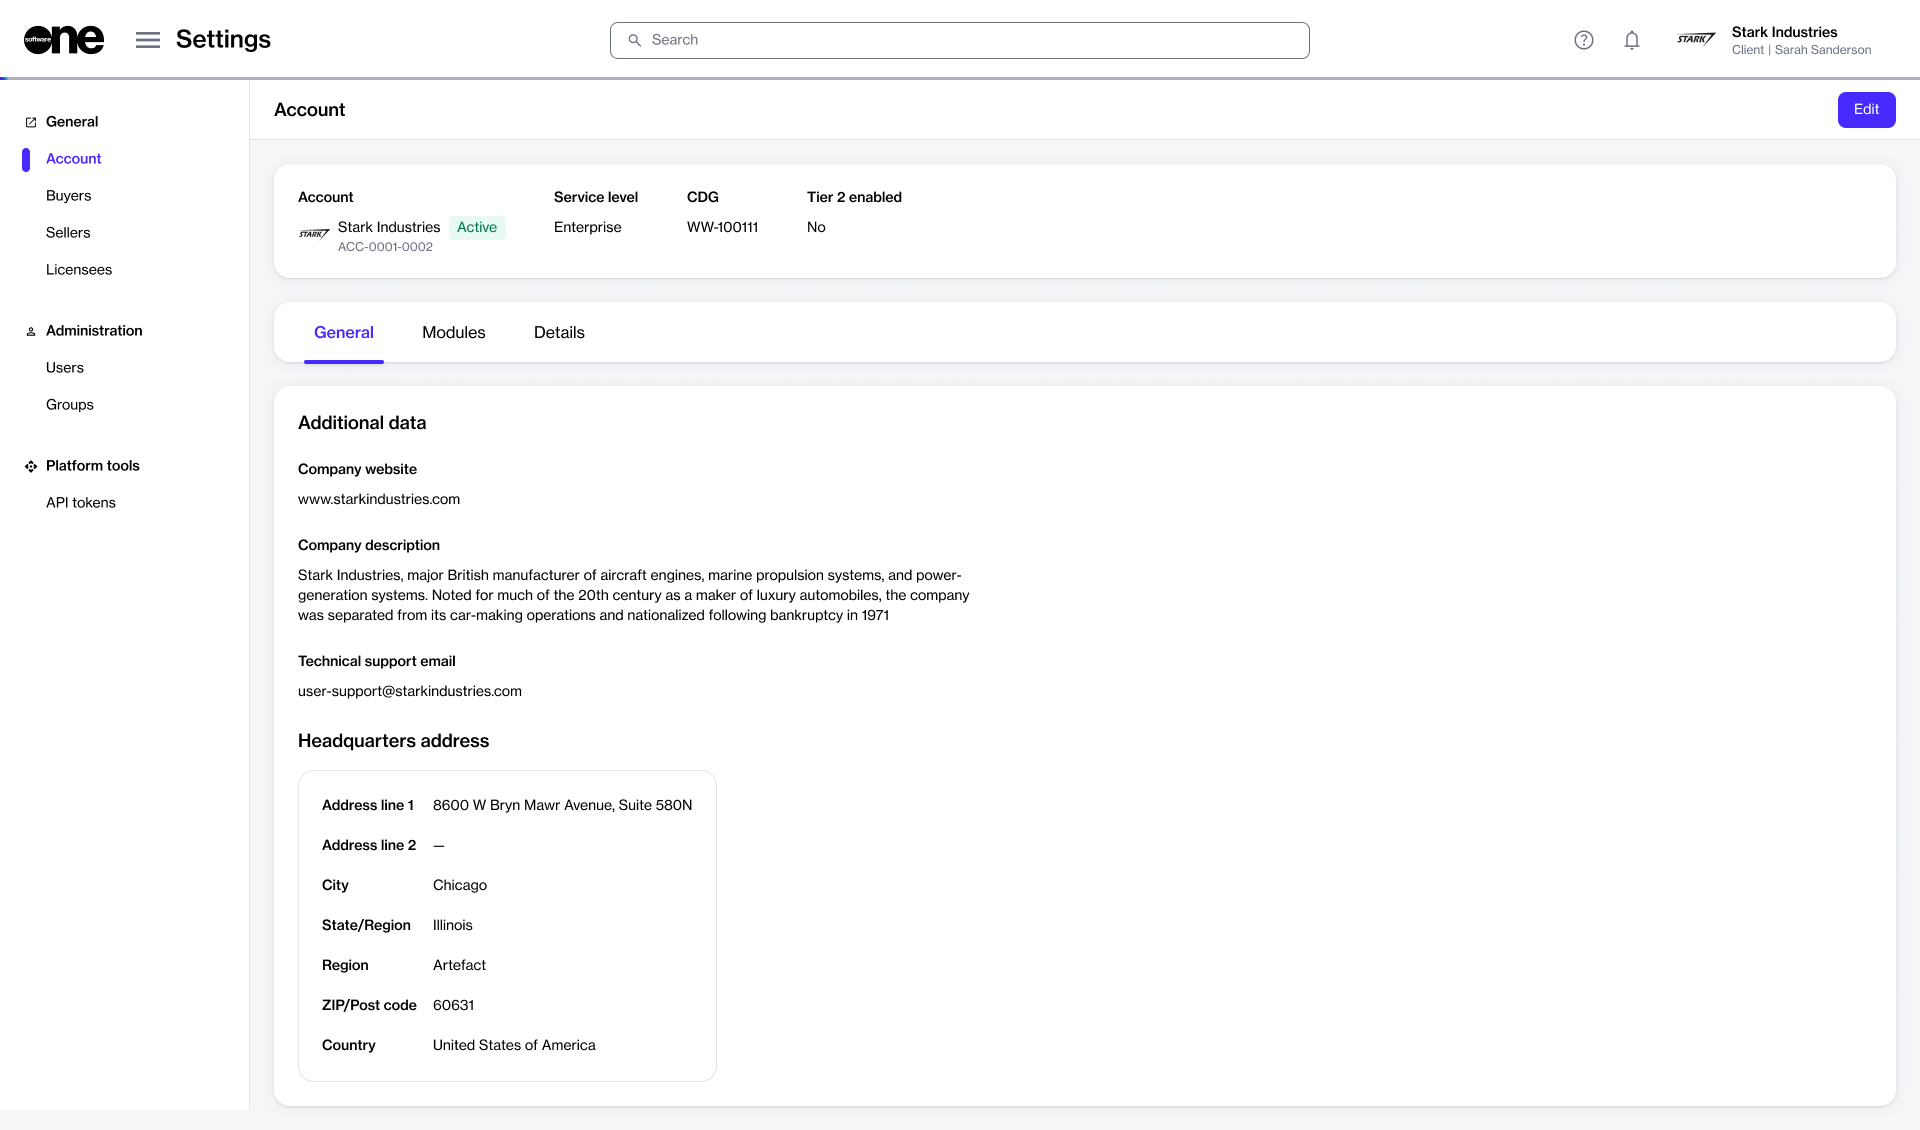 software one
Settings
Search
?
STARK
Stark Industries
Client | Sarah Sanderson
General
Account
Buyers
Sellers
Licensees
Administration
Users
Groups
Platform tools
API tokens
Account
Edit
Account
Service level
CDG
Tier 2 enabled
STARK
Stark Industries
Active
ACC-0001-0002
Enterprise
WW-100111
No
General
Modules
Details
Additional data
Company website
www.starkindustries.com
Company description
Stark Industries, major British manufacturer of aircraft engines, marine propulsion systems, and power-
generation systems. Noted for much of the 20th century as a maker of luxury automobiles, the company
was separated from its car-making operations and nationalized following bankruptcy in 1971
Technical support email
user-support@starkindustries.com
Headquarters address
Address line 1 8600 W Bryn Mawr Avenue, Suite 580N
Address line 2 —
City Chicago
State/Region Illinois
Region Artefact
ZIP/Post code 60631
Country United States of America